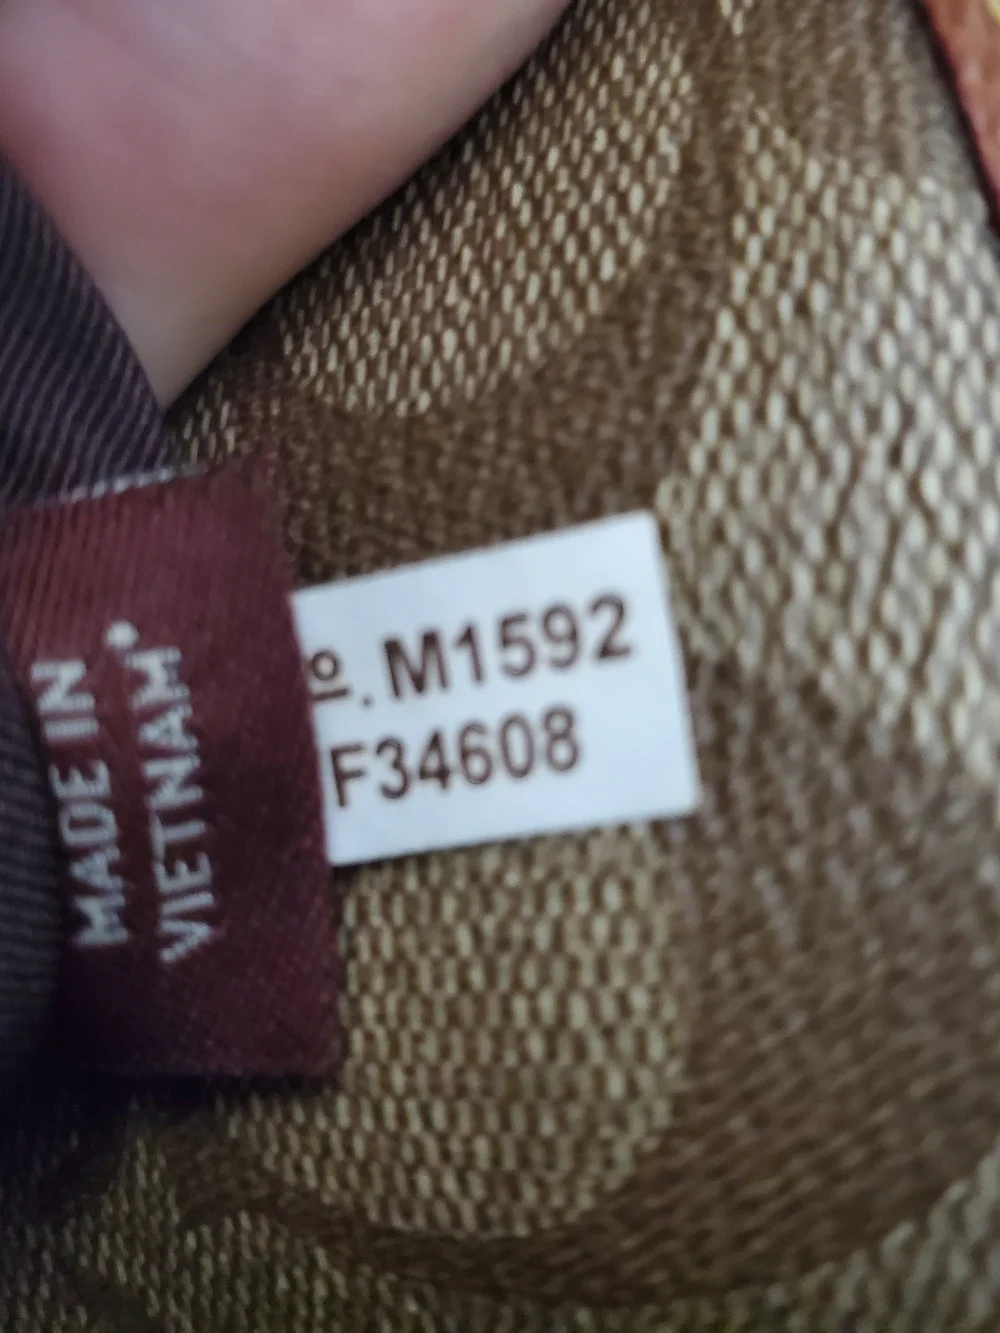 MADE IN
VIETNAM
º. M1592
F34608